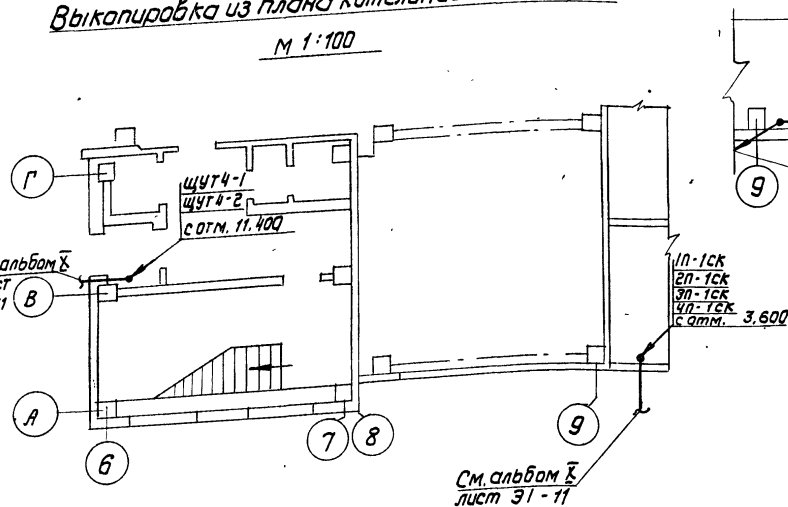 Выкопировка из плана
М 1:100
Г
ЩУТ4-1
ЩУТ4-2
с отм. 11.400
9
альбом X
В
1П-1СК
2П-1СК
3П-1СК
4П-1СК
с отм. 3.600
А
6
7
8
9
См. альбом X
лист Э1-11